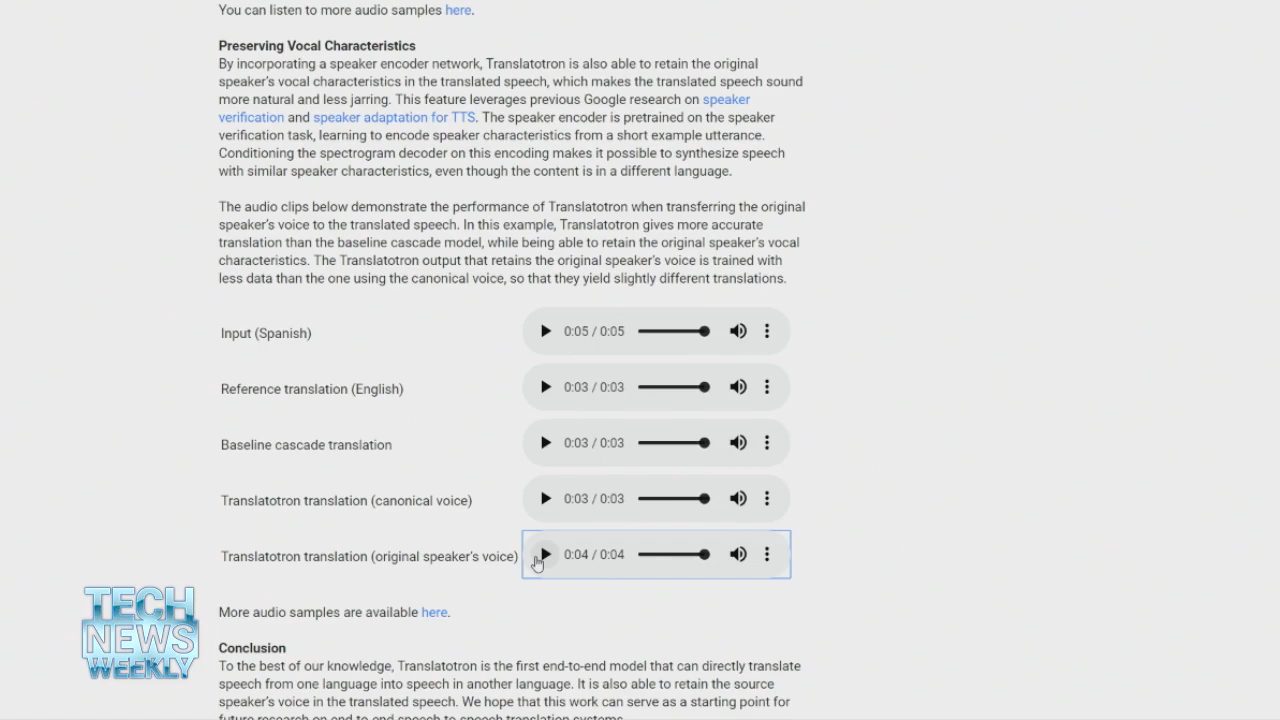 You can listen to more audio samples here.
Preserving Vocal Characteristics
By incorporating a speaker encoder network, Translatotron is also able to retain the original
speaker's vocal characteristics in the translated speech, which makes the translated speech sound
more natural and less jarring. This feature leverages previous Google research on speaker
verification and speaker adaptation for TTS. The speaker encoder is pretrained on the speaker
verification task, learning to encode speaker characteristics from a short example utterance.
Conditioning the spectrogram decoder on this encoding makes it possible to synthesize speech
with similar speaker characteristics, even though the content is in a different language.
The audio clips below demonstrate the performance of Translatotron when transferring the original
speaker's voice to the translated speech. In this example, Translatotron gives more accurate
translation than the baseline cascade model, while being able to retain the original speaker's vocal
characteristics. The Translatotron output that retains the original speaker's voice is trained with
less data than the one using the canonical voice, so that they yield slightly different translations.
Input (Spanish) 0:05 / 0:05
Reference translation (English) 0:03 / 0:03
Baseline cascade translation 0:03 / 0:03
Translatotron translation (canonical voice) 0:03 / 0:03
Translatotron translation (original speaker's voice) 0:04 / 0:04
More audio samples are available here.
Conclusion
To the best of our knowledge, Translatotron is the first end-to-end model that can directly translate
speech from one language into speech in another language. It is also able to retain the source
speaker's voice in the translated speech. We hope that this work can serve as a starting point for
future research on end-to-end speech-to-speech translation systems.
TECH
NEWS
WEEKLY